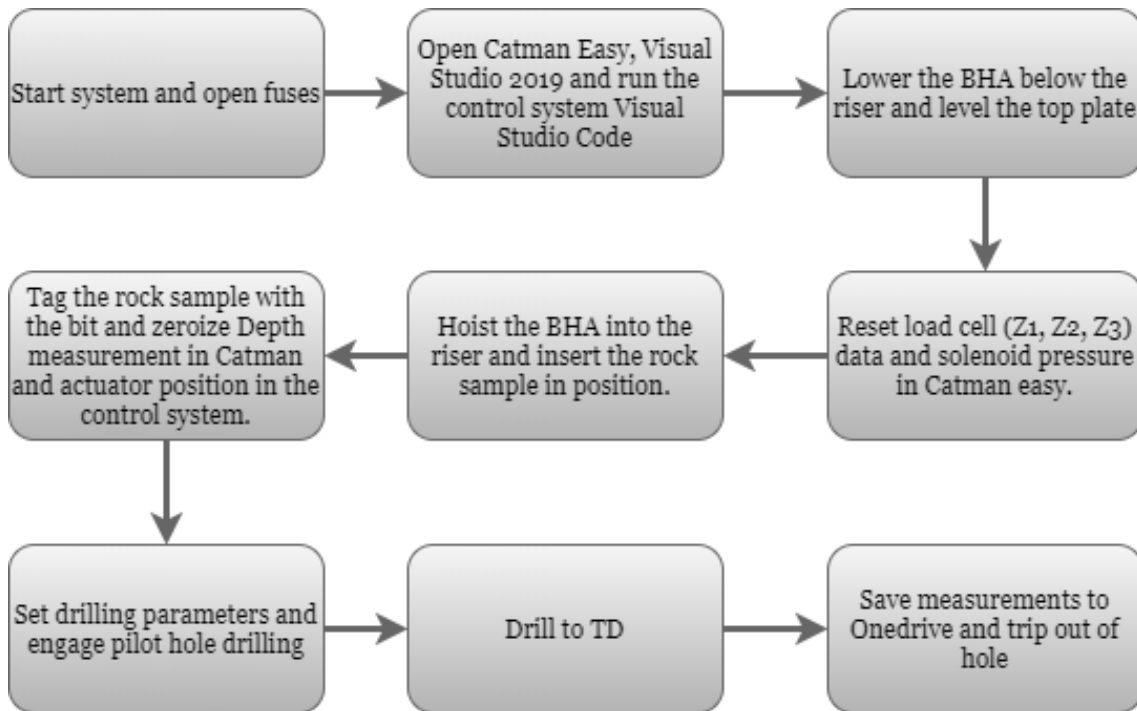 Start system and open fuses
Open Catman Easy, Visual
Studio 2019 and run the
control system Visual
Studio Code
Lower the BHA below the
riser and level the top plate
Reset load cell (Z1, Z2, Z3)
data and solenoid pressure
in Catman easy.
Hoist the BHA into the
riser and insert the rock
sample in position.
Tag the rock sample with
the bit and zeroize Depth
measurement in Catman
and actuator position in the
control system.
Set drilling parameters and
engage pilot hole drilling
Drill to TD
Save measurements to
Onedrive and trip out of
hole